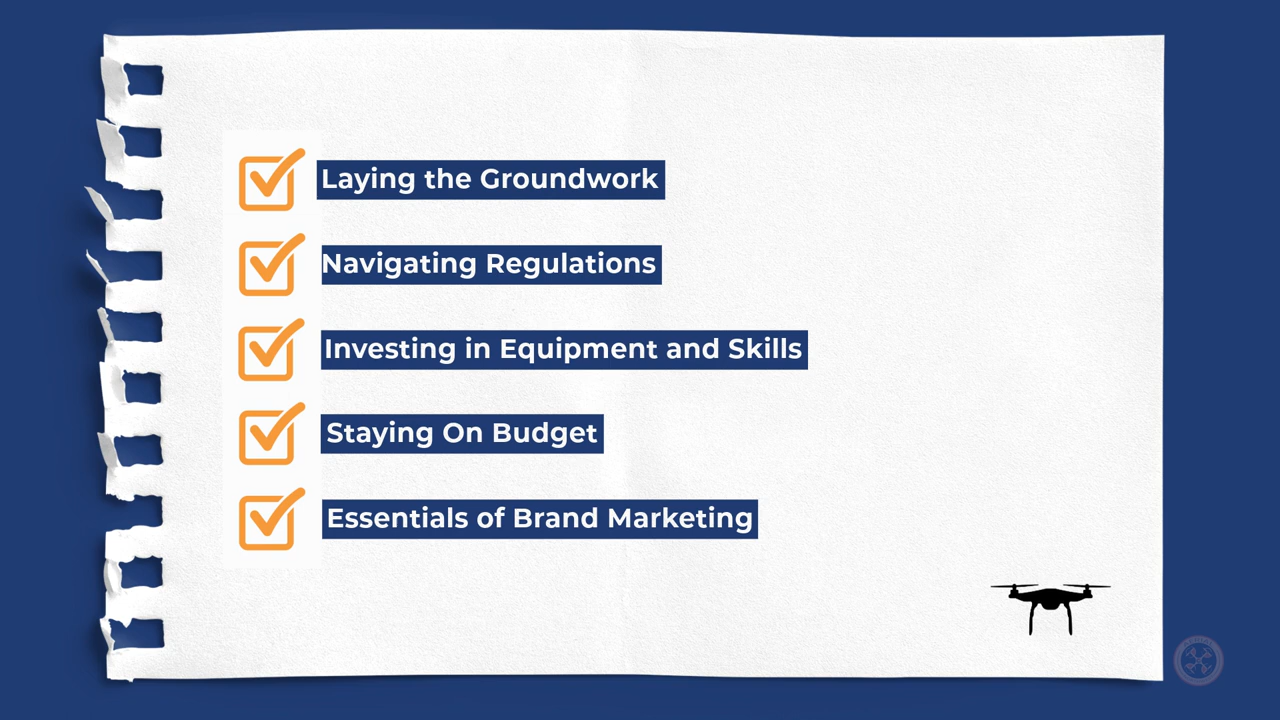 Laying the Groundwork
Navigating Regulations
Investing in Equipment and Skills
Staying On Budget
Essentials of Brand Marketing